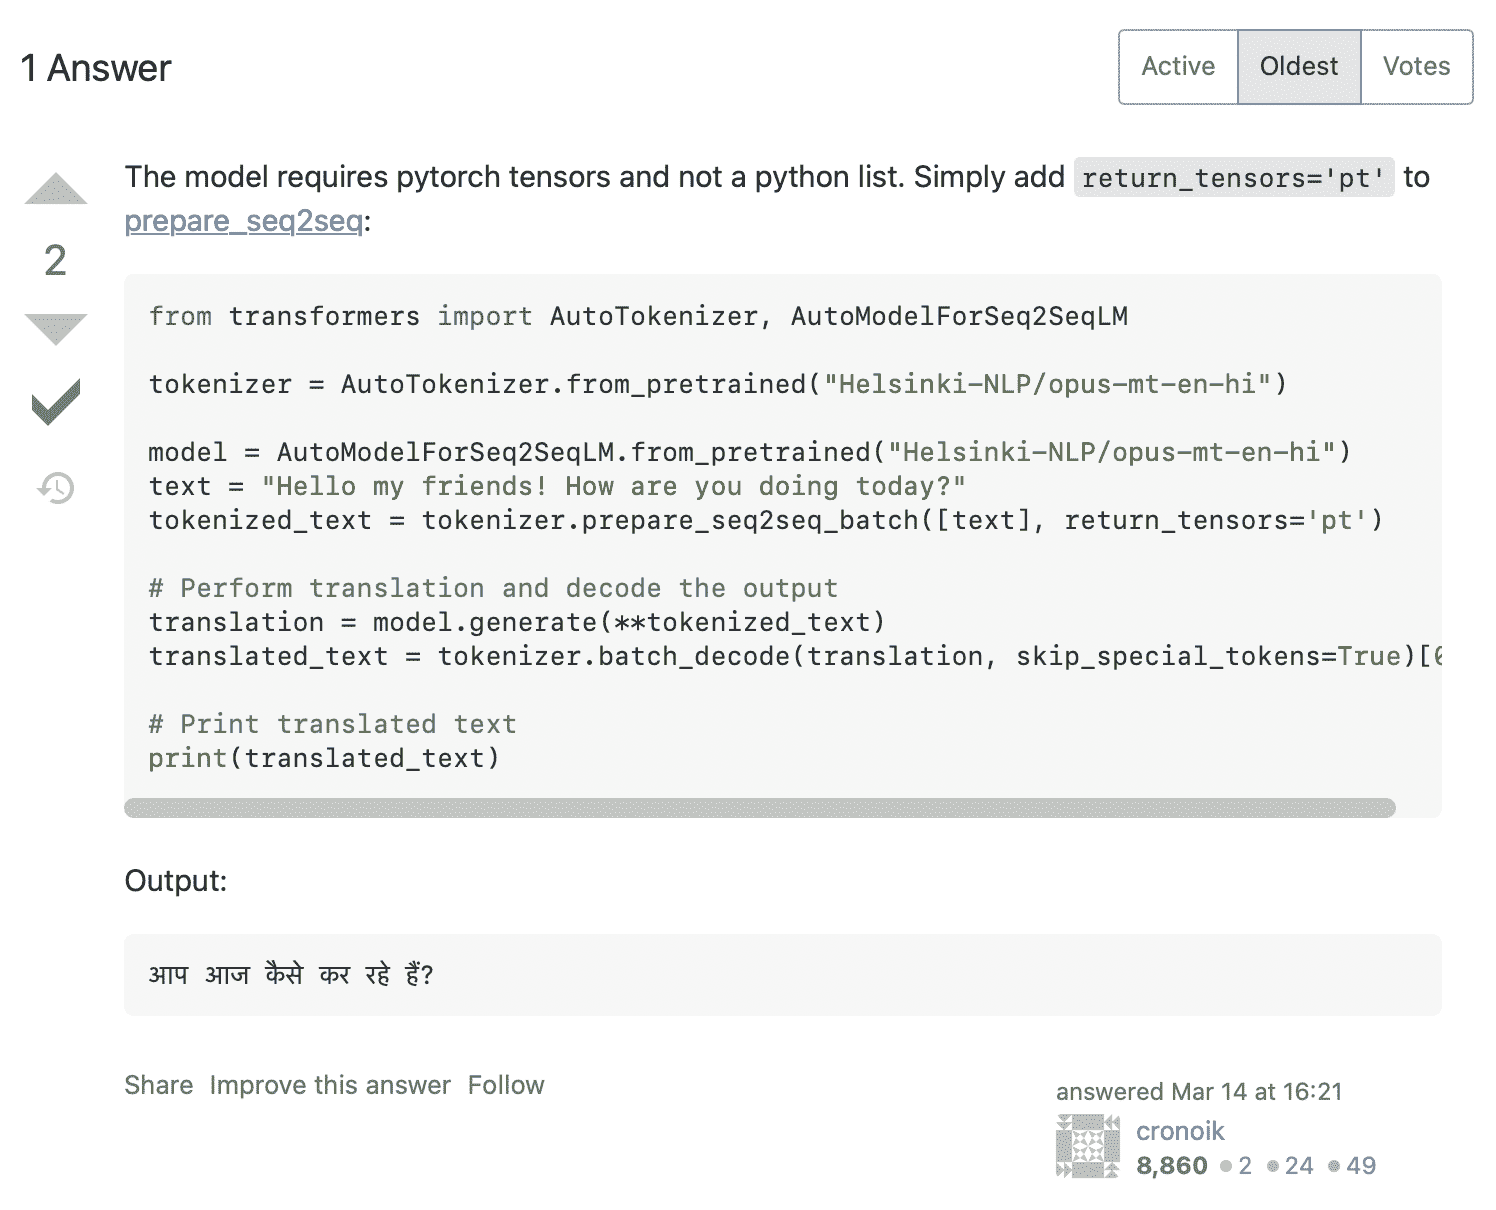 1 Answer
Active Oldest Votes
The model requires pytorch tensors and not a python list. Simply add return_tensors='pt' to
prepare_seq2seq:
2
from transformers import AutoTokenizer, AutoModelForSeq2SeqLM
tokenizer = AutoTokenizer.from_pretrained("Helsinki-NLP/opus-mt-en-hi")
model = AutoModelForSeq2SeqLM.from_pretrained("Helsinki-NLP/opus-mt-en-hi")
text = "Hello my friends! How are you doing today?"
tokenized_text = tokenizer.prepare_seq2seq_batch([text], return_tensors='pt')
# Perform translation and decode the output
translation = model.generate(**tokenized_text)
translated_text = tokenizer.batch_decode(translation, skip_special_tokens=True)[
# Print translated text
print(translated_text)
Output:
आप आज कैसे कर रहे हैं?
Share Improve this answer Follow
answered Mar 14 at 16:21
cronoik
8,860 2 24 49